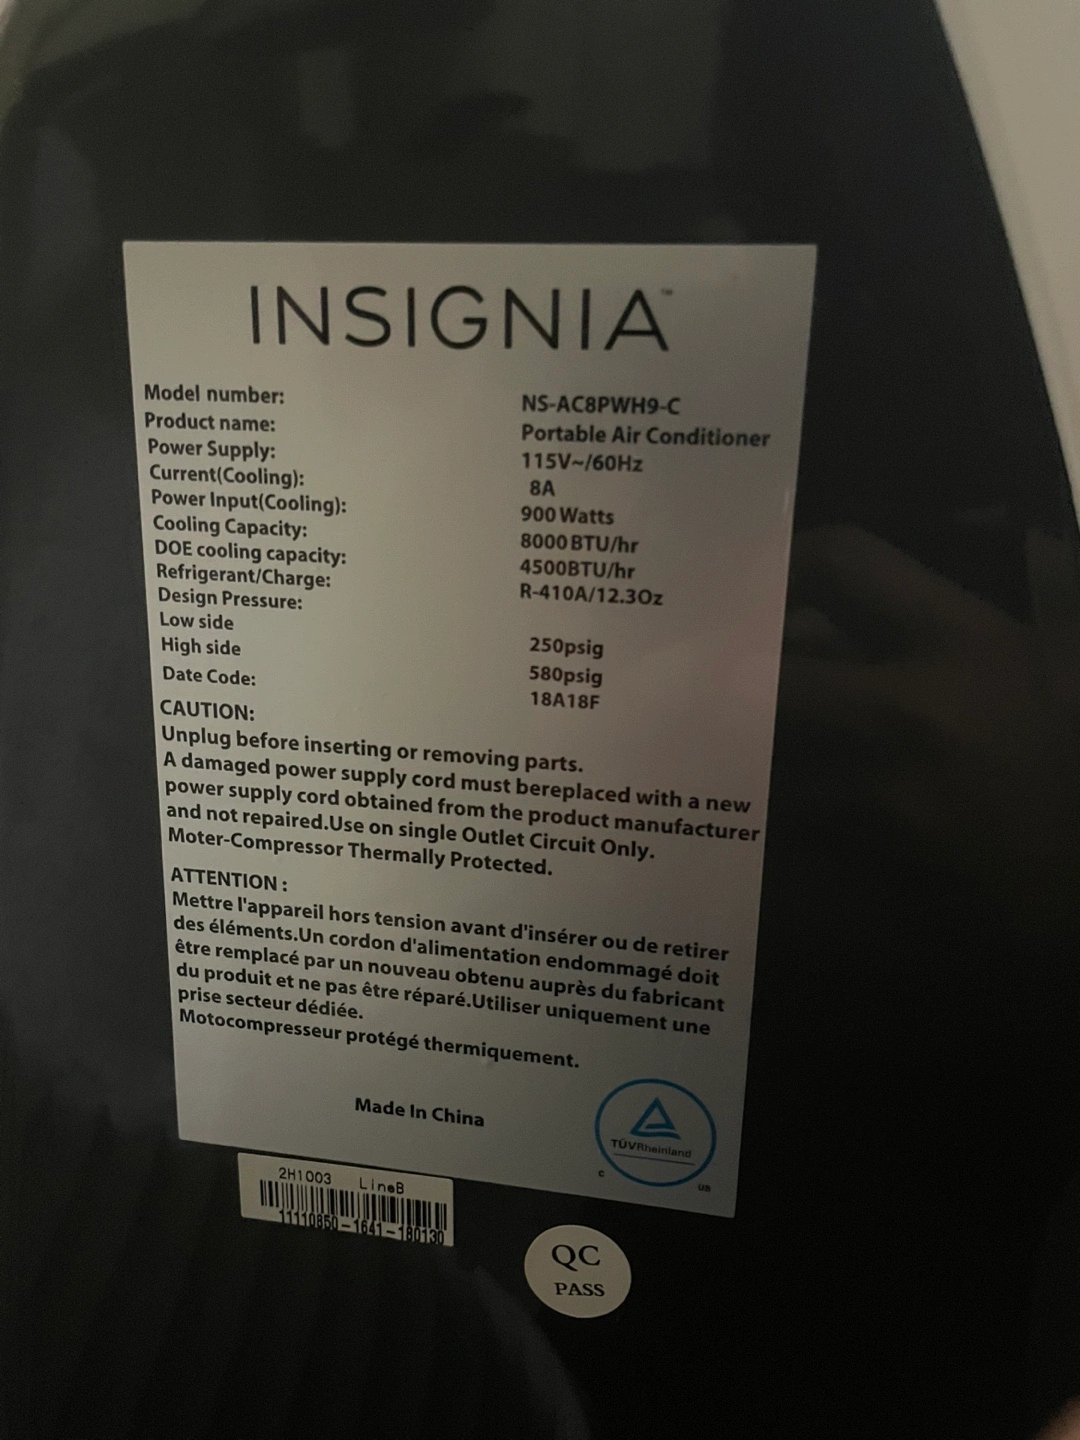 INSIGNIA™
Model number: NS-AC8PWH9-C
Product name: Portable Air Conditioner
Power Supply: 115V~/60Hz
Current(Cooling): 8A
Power Input(Cooling): 900 Watts
Cooling Capacity: 8000 BTU/hr
DOE cooling capacity: 4500BTU/hr
Refrigerant/Charge: R-410A/12.3Oz
Design Pressure:
Low side 250psig
High side 580psig
Date Code: 18A18F
CAUTION:
Unplug before inserting or removing parts.
A damaged power supply cord must bereplaced with a new
power supply cord obtained from the product manufacturer
and not repaired.Use on single Outlet Circuit Only.
Moter-Compressor Thermally Protected.
ATTENTION :
Mettre l'appareil hors tension avant d'insérer ou de retirer
des éléments.Un cordon d'alimentation endommagé doit
être remplacé par un nouveau obtenu auprès du fabricant
du produit et ne pas être réparé.Utiliser uniquement une
prise secteur dédiée.
Motocompresseur protégé thermiquement.
Made In China
TÜVRheinland
C US
2H1003 LineB
11110850-1641-180130
QC
PASS